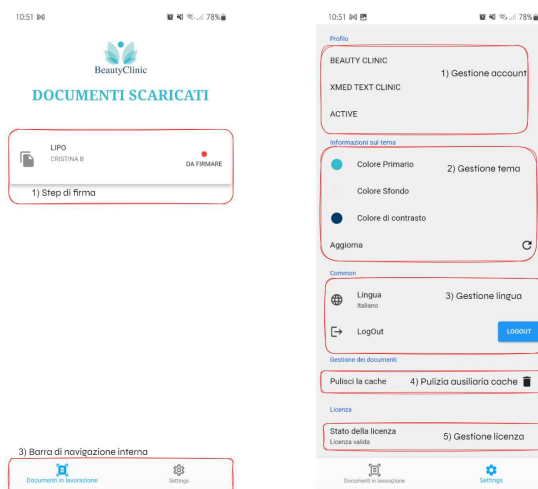 10:51
78%
BeautyClinic
DOCUMENTI SCARICATI
LIPO
CRISTINA B
DA FIRMARE
1) Step di firma
3) Barra di navigazione interna
Documenti in lavorazione
Settings
10:51
78%
Profilo
BEAUTY CLINIC
1) Gestione account
XMED TEXT CLINIC
ACTIVE
Informazioni sul tema
Colore Primario
2) Gestione tema
Colore Sfondo
Colore di contrasto
Aggiorna
Common
Lingua
3) Gestione lingua
Italiano
LogOut
LOGOUT
Gestione dei documenti
Pulisci la cache
4) Pulizia ausiliaria cache
Licenza
Stato della licenza
5) Gestione licenza
Licenza valida
Documenti in lavorazione
Settings